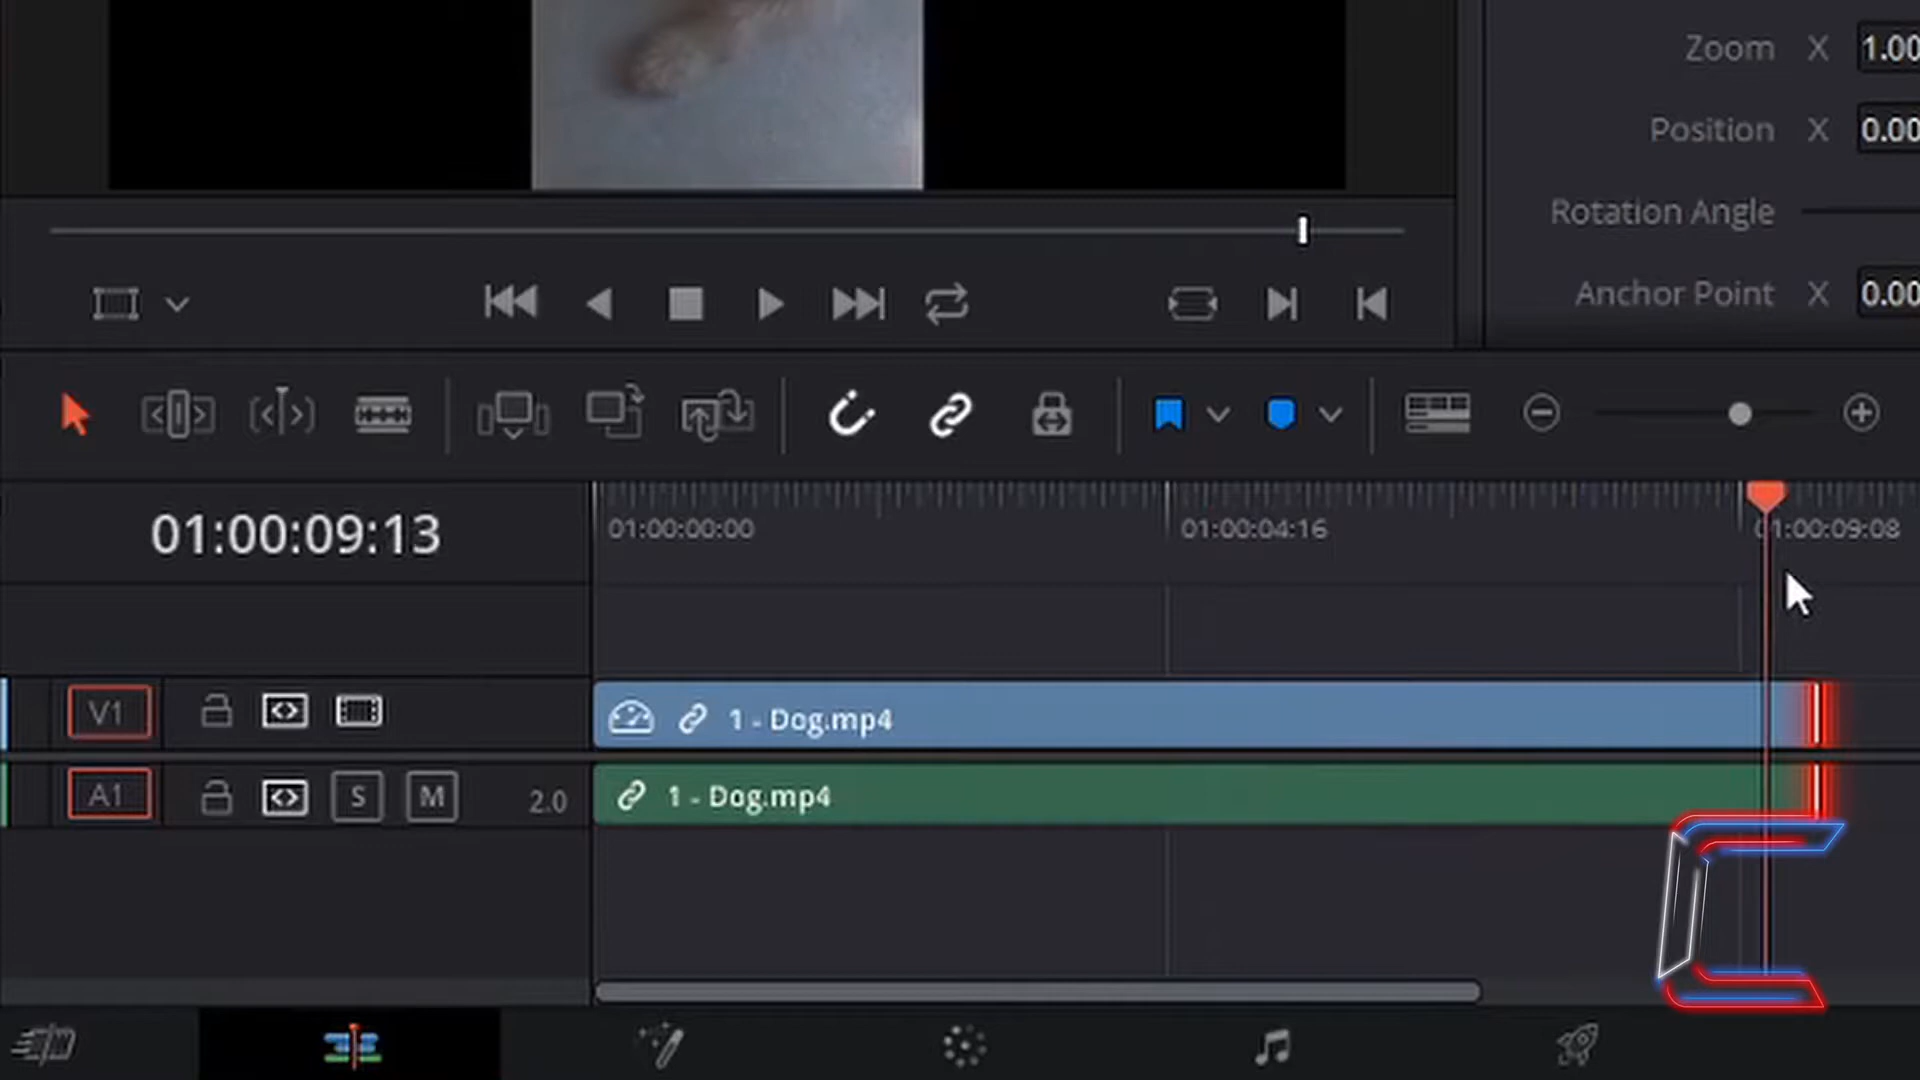 Zoom X 1.00
Position X 0.00
Rotation Angle
Anchor Point X 0.00
01:00:09:13
01:00:00:00
01:00:04:16
01:00:09:08
V1
1 - Dog.mp4
A1
S
M
2.0
1 - Dog.mp4